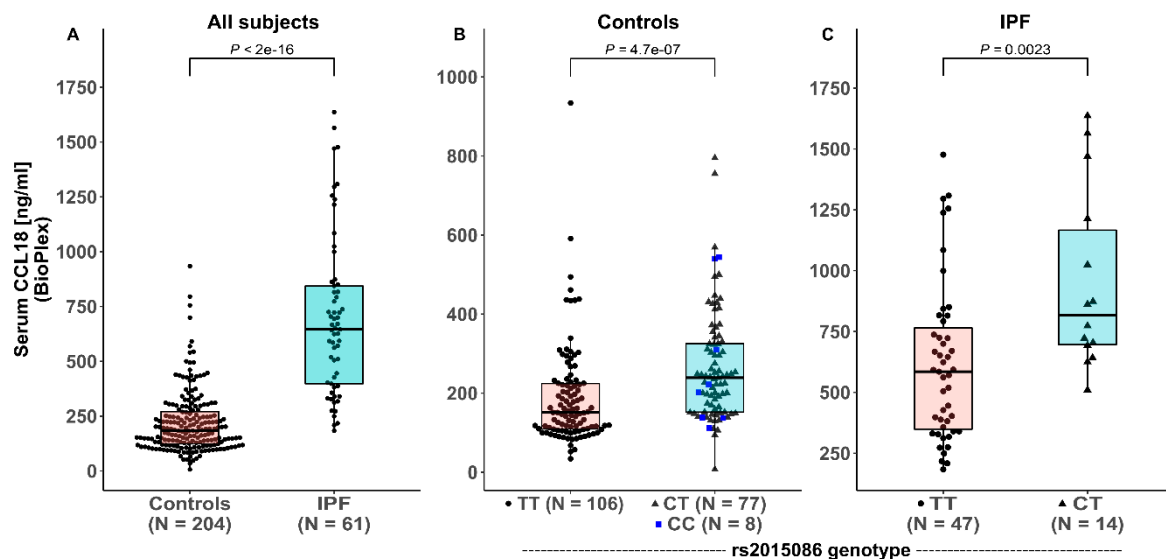 All subjects
Controls
IPF
A
B
C
P < 2e-16
P = 4.7e-07
P = 0.0023
Serum CCL18 [ng/ml]
(BioPlex)
1750
1500
1250
1000
750
500
250
0
1000
800
600
400
200
0
1750
1500
1250
1000
750
500
250
Controls
(N = 204)
IPF
(N = 61)
TT (N = 106)
CT (N = 77)
CC (N = 8)
TT
(N = 47)
CT
(N = 14)
rs2015086 genotype